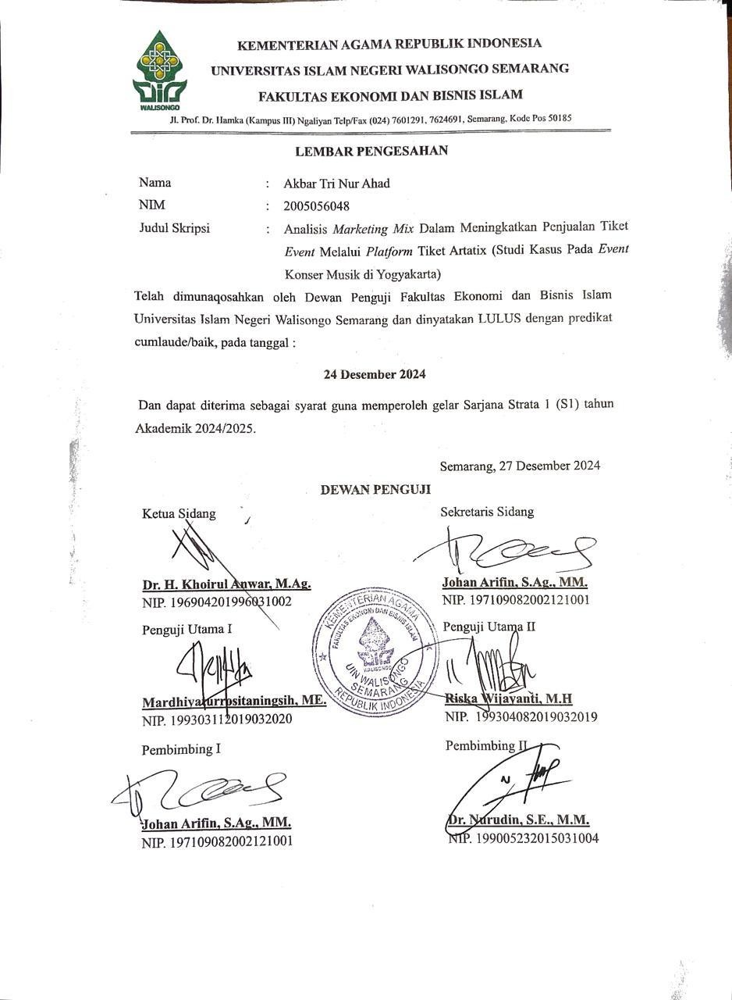 KEMENTERIAN AGAMA REPUBLIK INDONESIA
UNIVERSITAS ISLAM NEGERI WALISONGO SEMARANG
FAKULTAS EKONOMI DAN BISNIS ISLAM
WALISONGO
Jl. Prof. Dr. Hamka (Kampus III) Ngaliyan Telp/Fax (024) 7601291, 7624691, Semarang, Kode Pos 50185
LEMBAR PENGESAHAN
Nama : Akbar Tri Nur Ahad
NIM : 2005056048
Judul Skripsi : Analisis Marketing Mix Dalam Meningkatkan Penjualan Tiket
Event Melalui Platform Tiket Artatix (Studi Kasus Pada Event
Konser Musik di Yogyakarta)
Telah dimunaqosahkan oleh Dewan Penguji Fakultas Ekonomi dan Bisnis Islam
Universitas Islam Negeri Walisongo Semarang dan dinyatakan LULUS dengan predikat
cumlaude/baik, pada tanggal :
24 Desember 2024
Dan dapat diterima sebagai syarat guna memperoleh gelar Sarjana Strata 1 (S1) tahun
Akademik 2024/2025.
Semarang, 27 Desember 2024
DEWAN PENGUJI
Ketua Sidang
Sekretaris Sidang
Dr. H. Khoirul Anwar, M.Ag.
NIP. 196904201996031002
Johan Arifin, S.Ag., MM.
NIP. 197109082002121001
KEMENTERIAN AGAMA
FAKULTAS EKONOMI DAN BISNIS ISLAM
WALISONGO
UIN WALISONGO
SEMARANG
REPUBLIK INDONESIA
Penguji Utama I
Penguji Utama II
Mardhiyaturrositaningsih, ME.
NIP. 199303112019032020
Riska Wijayanti, M.H
NIP. 199304082019032019
Pembimbing I
Pembimbing II
Johan Arifin, S.Ag., MM.
NIP. 197109082002121001
Dr. Nurudin, S.E., M.M.
NIP. 199005232015031004